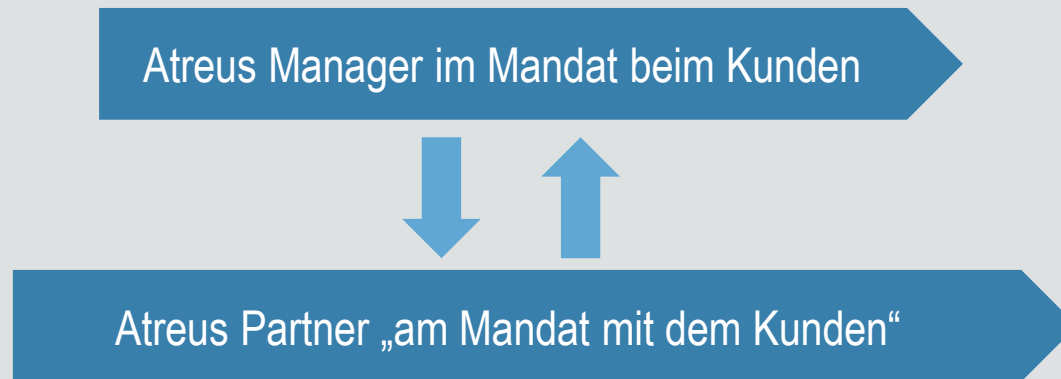 Atreus Manager im Mandat beim Kunden
Atreus Partner „am Mandat mit dem Kunden“